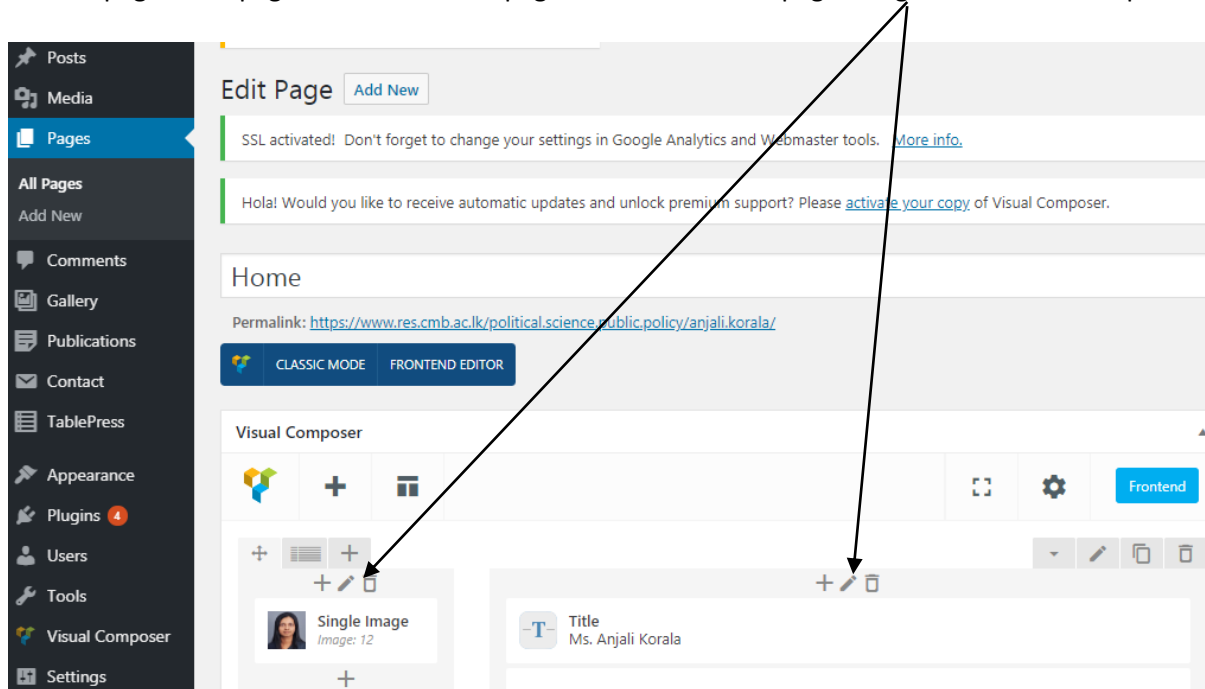 Posts
Media
Pages
All Pages
Add New
Comments
Gallery
Publications
Contact
TablePress
Appearance
Plugins 4
Users
Tools
Visual Composer
Settings
Edit Page Add New
SSL activated! Don't forget to change your settings in Google Analytics and Webmaster tools. More info.
Hola! Would you like to receive automatic updates and unlock premium support? Please activate your copy of Visual Composer.
Home
Permalink: https://www.res.cmb.ac.lk/political.science.public.policy/anjali.korala/
CLASSIC MODE FRONTEND EDITOR
Visual Composer
Frontend
Single Image
Image: 12
-T-
Title
Ms. Anjali Korala